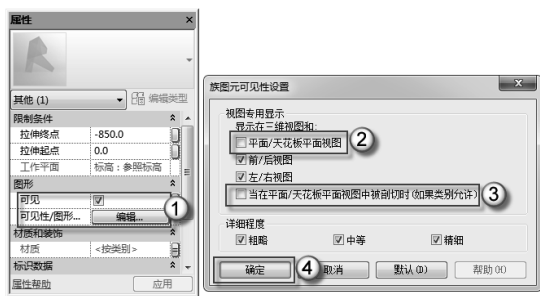 属性
其他 (1)
编辑类型
限制条件
拉伸终点 -850.0
拉伸起点 0.0
工作平面 标高：参照标高
图形
可见
可见性/图形... 编辑...
1
材质和装饰
材质 <按类别>
标识数据
属性帮助 应用
族图元可见性设置
视图专用显示
显示在三维视图和:
平面/天花板平面视图
2
前/后视图
左/右视图
当在平面/天花板平面视图中被剖切时(如果类别允许)
3
详细程度
粗略 中等 精细
确定 4 取消 默认(D) 帮助(H)